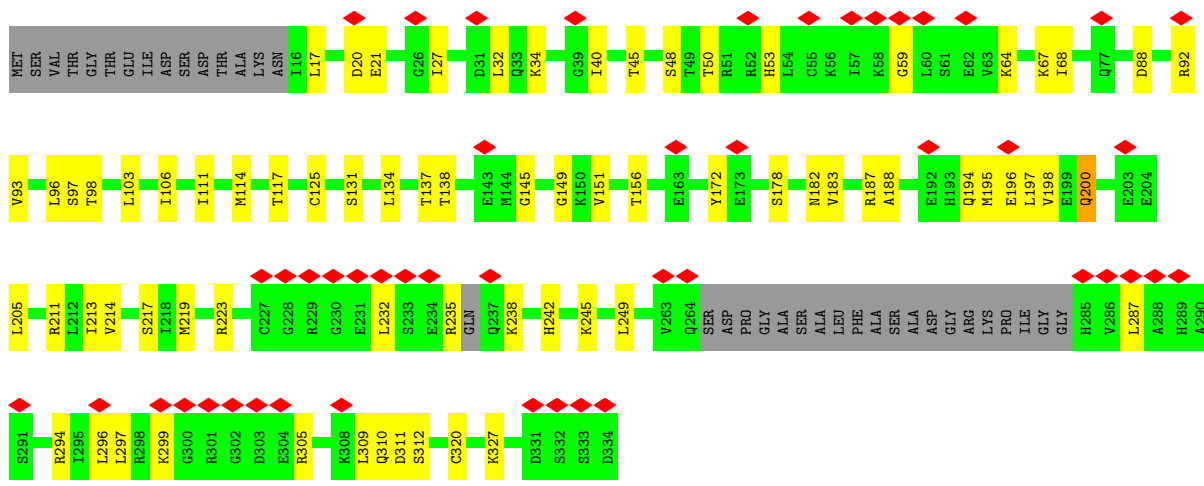 MET SER VAL THR GLY THR THR GLU ILE ASP SER ASP THR ALA LYS ASN I16 L17 D20 E21 G26 I27 D31 L32 Q33 K34 G39 I40 T45 S48 T49 T50 R51 R52 H53 L54 C55 K56 I57 K58 G59 L60 S61 E62 V63 K64 K67 I68 Q77 D88 R92
V93 L96 S97 T98 L103 I106 I111 M114 T117 C125 S131 L134 T137 T138 E143 M144 G145 G149 K150 V151 T156 E163 Y172 E173 S178 N182 V183 R187 A188 E192 H193 Q194 M195 E196 L197 V198 E199 Q200 E203 E204
L205 R211 L212 I213 V214 S217 I218 M219 R223 C227 G228 R229 G230 E231 L232 S233 E234 R235 GLN Q237 K238 H242 K245 L249 V263 Q264 SER ASP PRO GLY ALA SER ALA LEU PHE ALA SER ALA ASP GLY ARG LYS PRO ILE GLY GLY H285 V286 L287 A288 H289 A290
S291 R294 I295 L296 L297 R298 K299 G300 R301 G302 D303 E304 R305 K308 L309 Q310 D311 S312 C320 K327 D331 S332 S333 D334